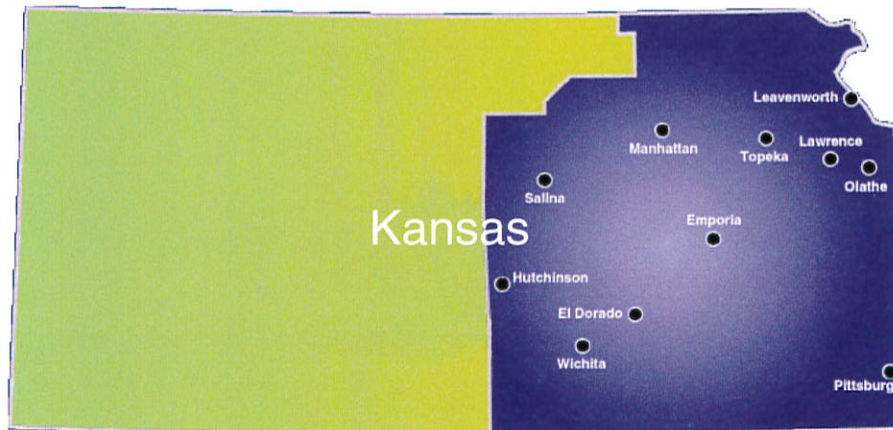 Leavenworth
Manhattan
Topeka
Lawrence
Olathe
Salina
Emporia
Kansas
Hutchinson
El Dorado
Wichita
Pittsburg